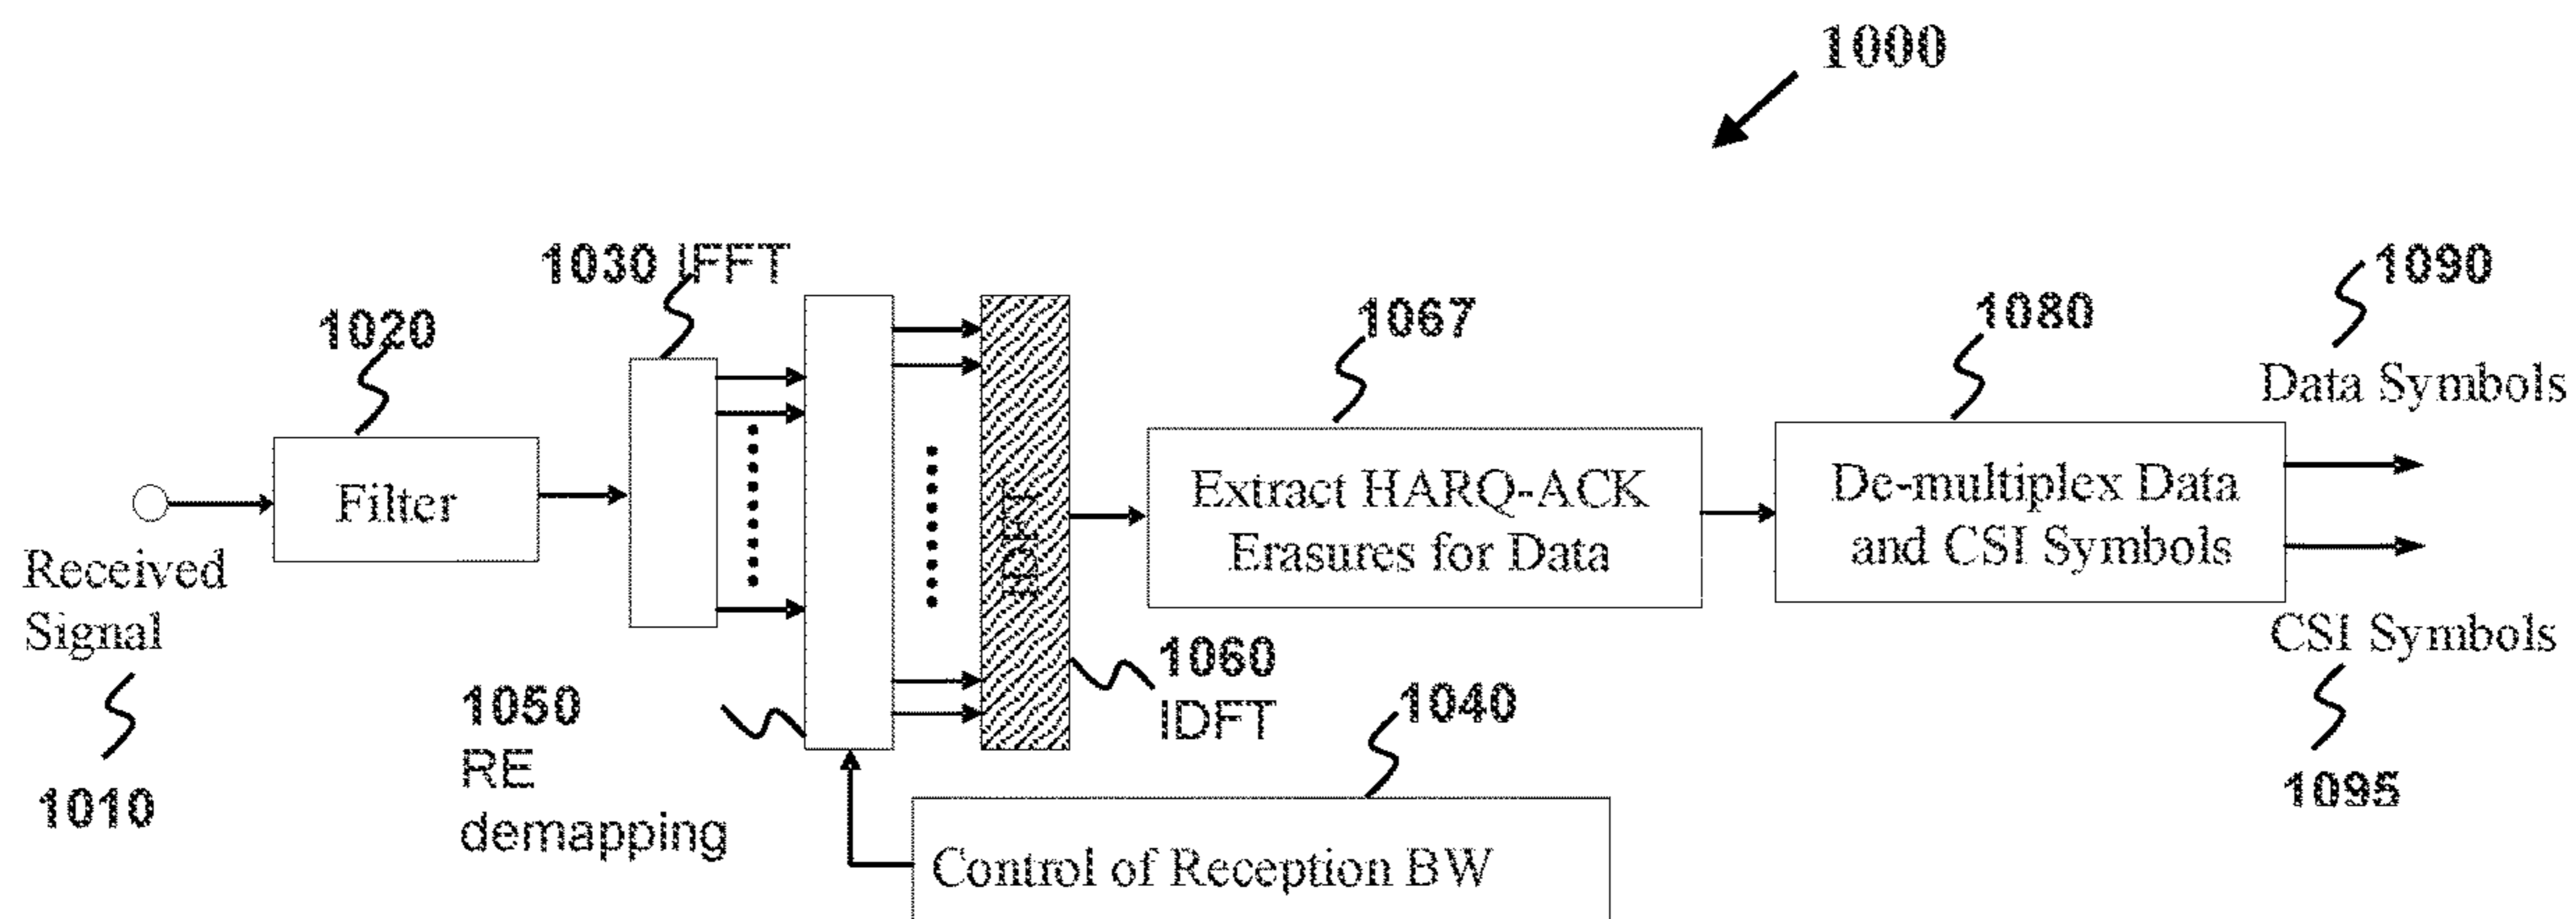 1000
1030 IFFT
1020
1067
1080
1090
Data Symbols
Filter
IDFT
Extract HARQ-ACK
Erasures for Data
De-multiplex Data
and CSI Symbols
Received
Signal
1010
1050
RE
demapping
1060
IDFT
1040
Control of Reception BW
CSI Symbols
1095